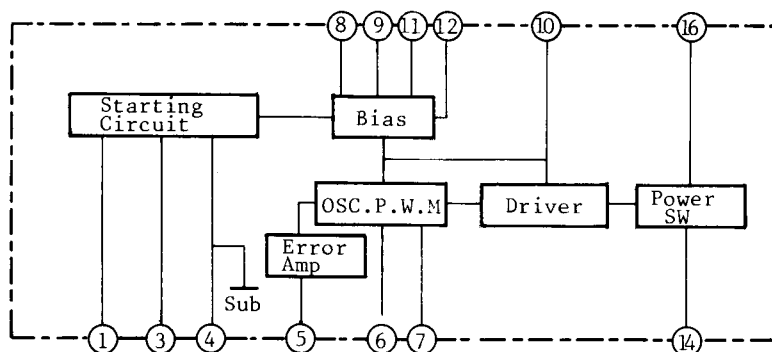 8 9 11 12 10 16
Starting
Circuit
Bias
OSC.P.W.M
Driver
Power
SW
Error
Amp
Sub
1 3 4 5 6 7 14